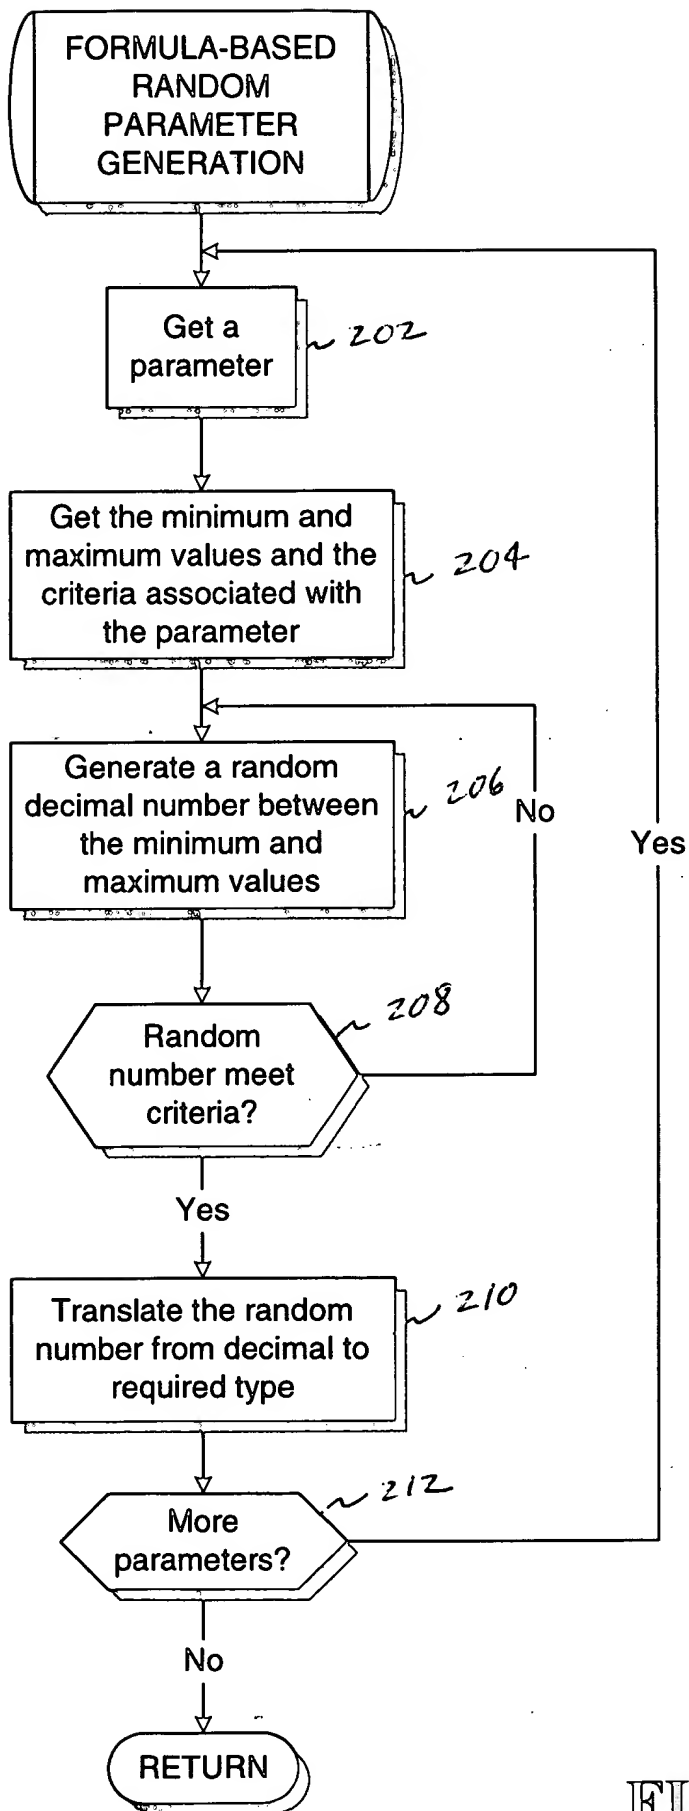 FORMULA-BASED
RANDOM
PARAMETER
GENERATION
Get a
parameter
202
Get the minimum and
maximum values and the
criteria associated with
the parameter
204
Generate a random
decimal number between
the minimum and
maximum values
206
No
Yes
Random
number meet
criteria?
208
Yes
Translate the random
number from decimal to
required type
210
More
parameters?
212
No
RETURN